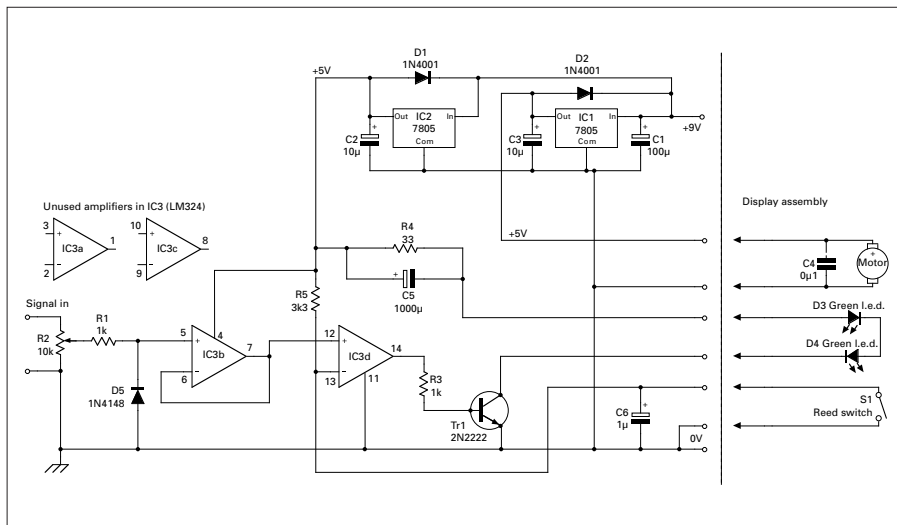 D1
1N4001
D2
1N4001
+5V
Out
IC2
In
7805
Com
C2
10µ
+
Out
IC1
In
7805
Com
C3
10µ
+
+
C1
100µ
+9V
Unused amplifiers in IC3 (LM324)
3
+
IC3a
1
−
2
10
+
IC3c
8
−
9
Display assembly
R4
33
+5V
+
C5
1000µ
R5
3k3
C4
0µ1
+
Motor
Signal in
R2
10k
R1
1k
5
+
4
IC3b
7
−
6
D5
1N4148
12
+
IC3d
14
−
13
11
R3
1k
Tr1
2N2222
D3 Green l.e.d.
D4 Green l.e.d.
S1
Reed switch
+
C6
1µ
0V